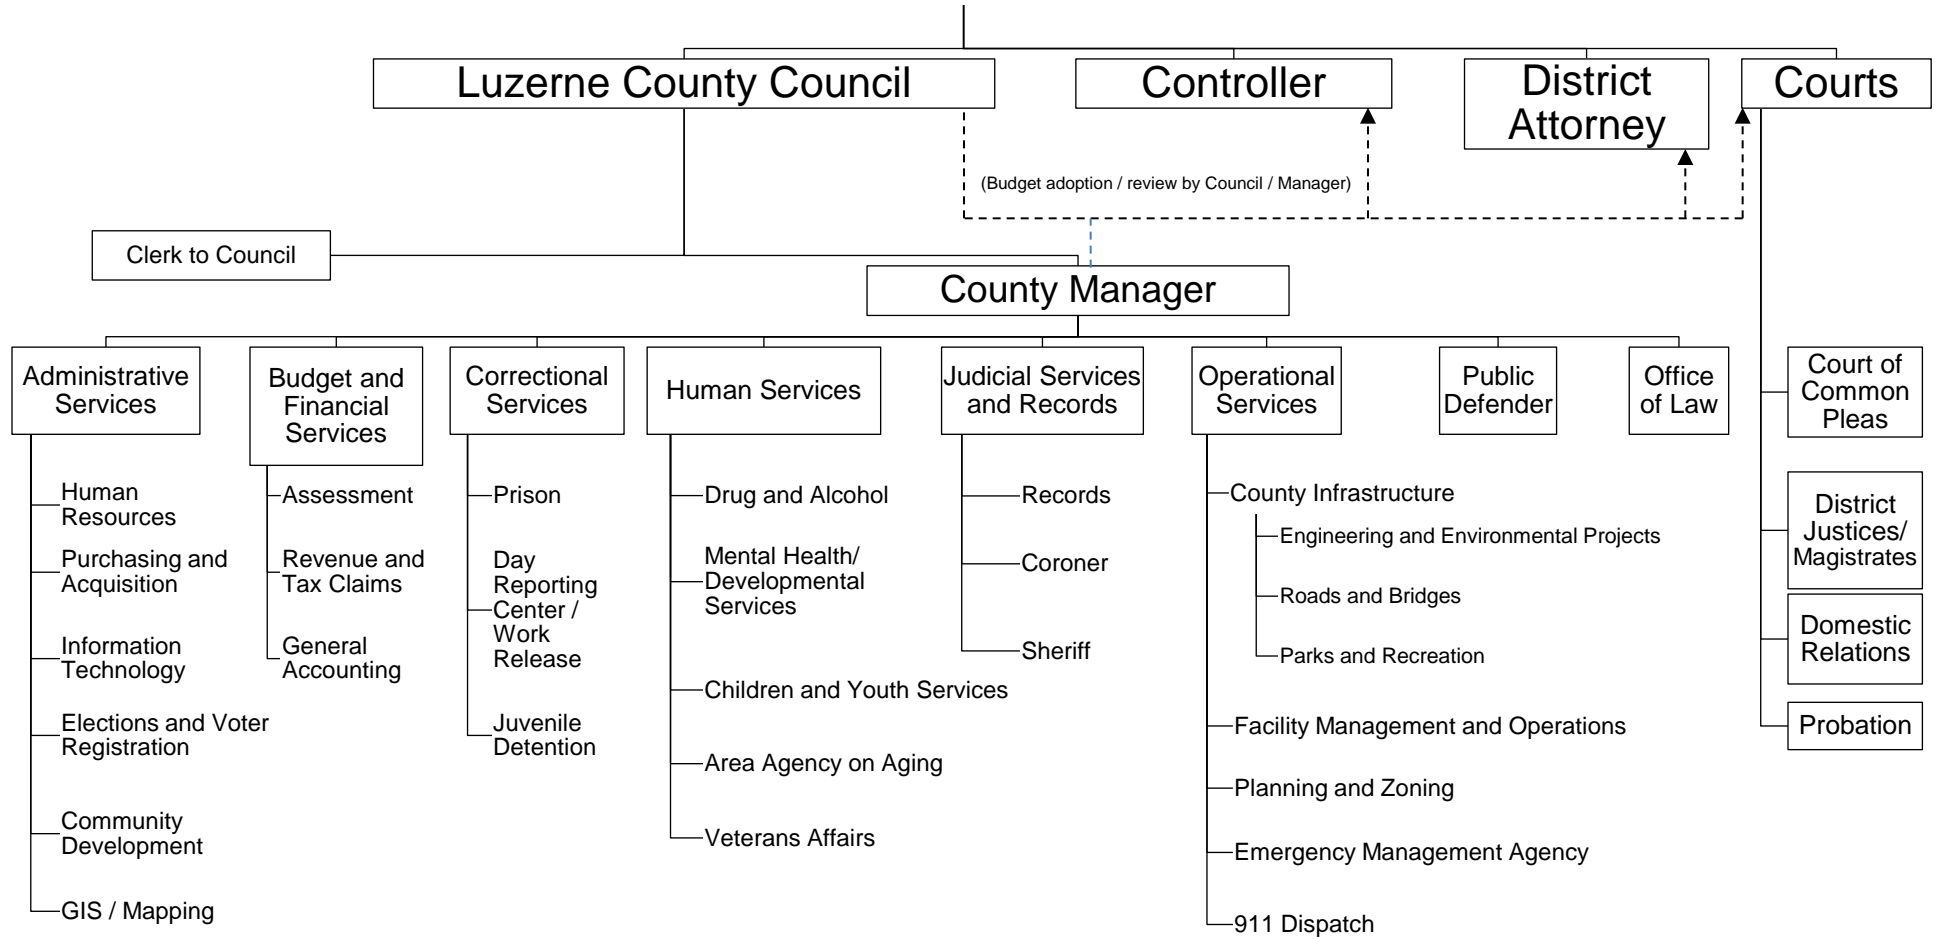 Luzerne County Council
Controller
District
Attorney
Courts
(Budget adoption / review by Council / Manager)
Clerk to Council
County Manager
Administrative
Services
Human
Resources
Purchasing and
Acquisition
Information
Technology
Elections and Voter
Registration
Community
Development
GIS / Mapping
Budget and
Financial
Services
Assessment
Revenue and
Tax Claims
General
Accounting
Correctional
Services
Prison
Day
Reporting
Center /
Work
Release
Juvenile
Detention
Human Services
Drug and Alcohol
Mental Health/
Developmental
Services
Children and Youth Services
Area Agency on Aging
Veterans Affairs
Judicial Services
and Records
Records
Coroner
Sheriff
Operational
Services
County Infrastructure
Engineering and Environmental Projects
Roads and Bridges
Parks and Recreation
Facility Management and Operations
Planning and Zoning
Emergency Management Agency
911 Dispatch
Public
Defender
Office
of Law
Court of
Common
Pleas
District
Justices/
Magistrates
Domestic
Relations
Probation